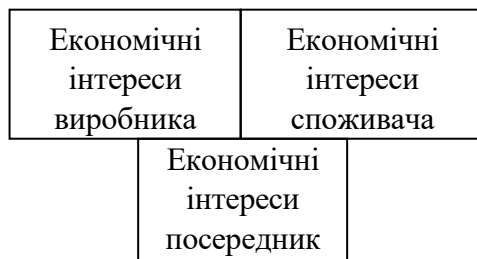 Економічні
інтереси
виробника
Економічні
інтереси
споживача
Економічні
інтереси
посередник